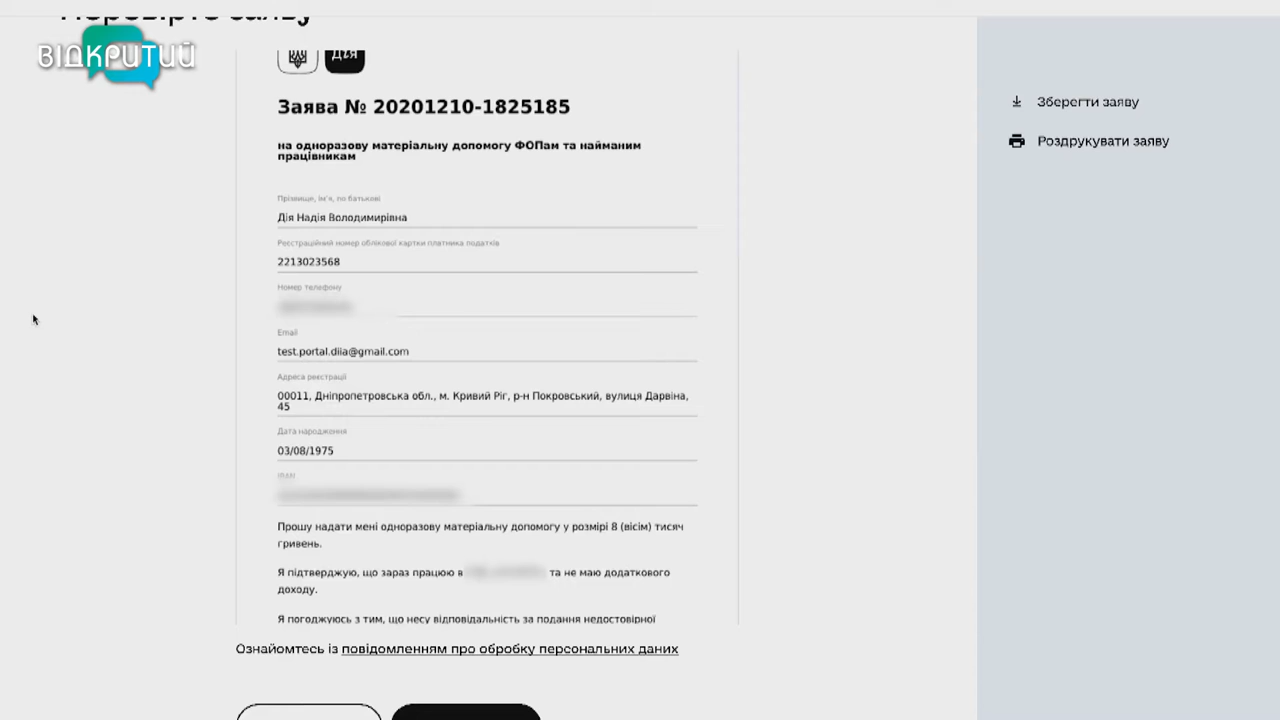 Перевірте заяву
ВІДКРИТИЙ
Дія
Заява № 20201210-1825185
на одноразову матеріальну допомогу ФОПам та найманим
працівникам
Прізвище, ім'я, по батькові
Дія Надія Володимирівна
Реєстраційний номер облікової картки платника податків
2213023568
Номер телефону
Email
test.portal.diia@gmail.com
Адреса реєстрації
00011, Дніпропетровська обл., м. Кривий Ріг, р-н Покровський, вулиця Дарвіна,
45
Дата народження
03/08/1975
IBAN
Прошу надати мені одноразову матеріальну допомогу у розмірі 8 (вісім) тисяч
гривень.
Я підтверджую, що зараз працюю в та не маю додаткового
доходу.
Я погоджуюсь з тим, що несу відповідальність за подання недостовірної
Ознайомтесь із повідомленням про обробку персональних даних
Зберегти заяву
Роздрукувати заяву